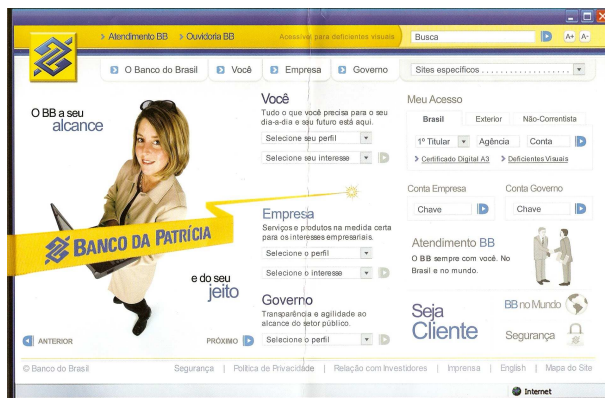 > Atendimento BB > Ouvidoria BB Acessível para deficientes visuais Busca A+ A-
O Banco do Brasil Você Empresa Governo Sites específicos . . . . . . . . . . . . . . . . . .
O BB a seu
alcance
BANCO DA PATRÍCIA
e do seu
jeito
ANTERIOR PRÓXIMO
Você
Tudo o que você precisa para o seu
dia-a-dia e seu futuro está aqui.
Selecione seu perfil
Selecione seu interesse
Empresa
Serviços e produtos na medida certa
para os interesses empresariais.
Selecione o perfil
Selecione o interesse
Governo
Transparência e agilidade ao
alcance do setor público.
Selecione o perfil
Meu Acesso
Brasil Exterior Não-Correntista
1º Titular Agência Conta
> Certificado Digital A3 > Deficientes Visuais
Conta Empresa Conta Governo
Chave Chave
Atendimento BB
O BB sempre com você. No
Brasil e no mundo.
Seja
Cliente
BB no Mundo
Segurança
© Banco do Brasil Segurança | Política de Privacidade | Relação com Investidores | Imprensa | English | Mapa do Site
Internet